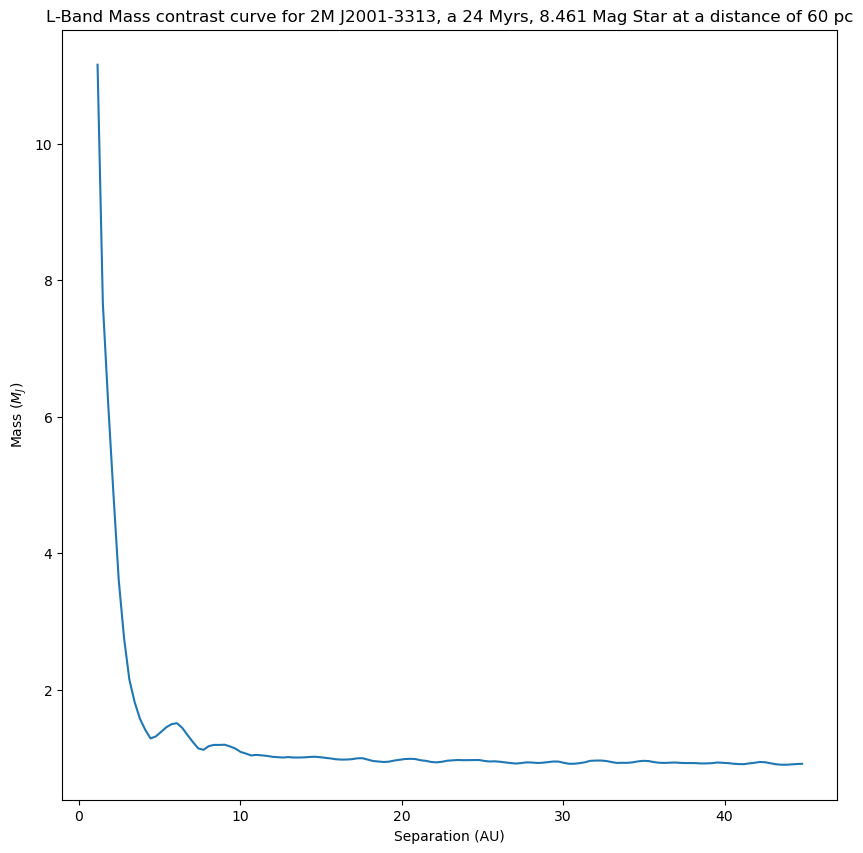 L-Band Mass contrast curve for 2M J2001-3313, a 24 Myrs, 8.461 Mag Star at a distance of 60 pc
10
8
6
4
2
Mass (M_J)
0 10 20 30 40
Separation (AU)